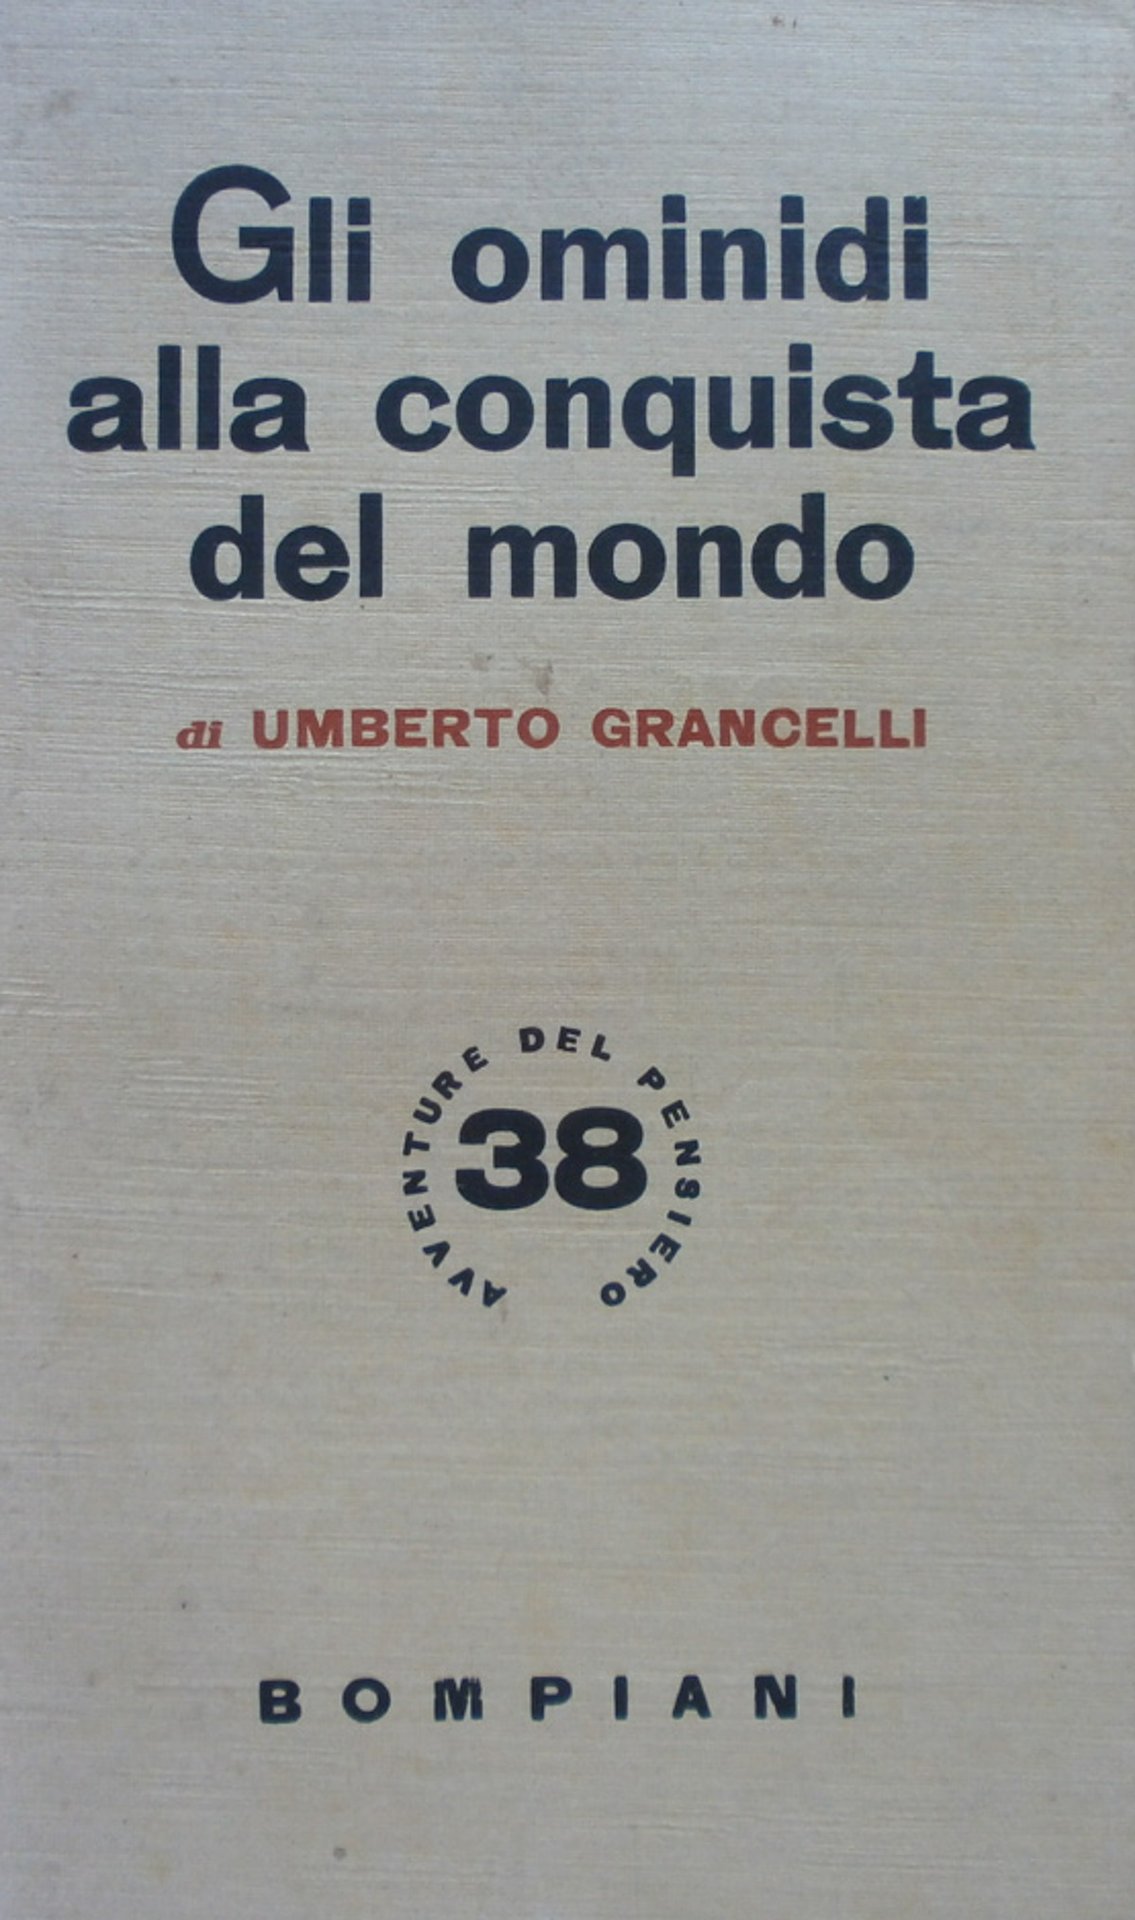 Gli ominidi
alla conquista
del mondo
di UMBERTO GRANCELLI
AVVENTURE DEL PENSIERO
38
BOMPIANI